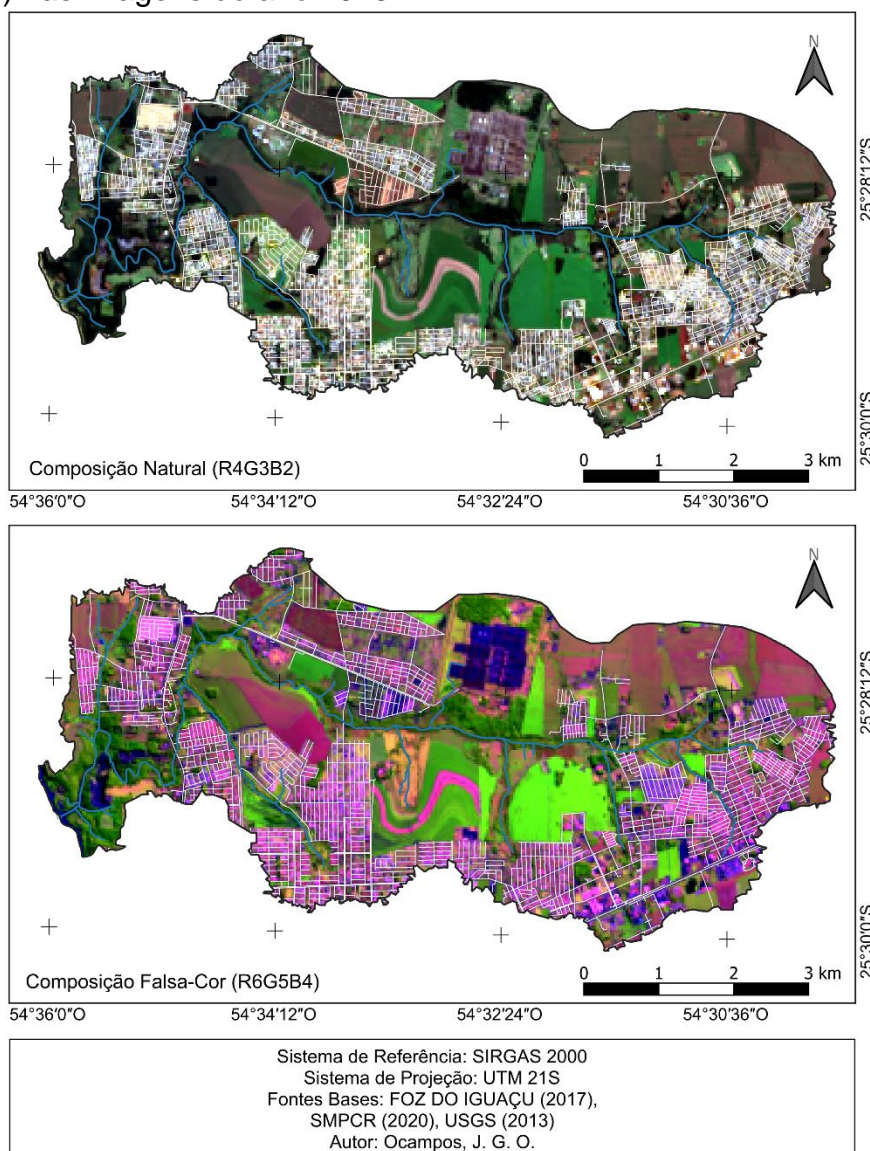 N
25°28'12"S
25°30'0"S
Composição Natural (R4G3B2)
0 1 2 3 km
54°36'0"O 54°34'12"O 54°32'24"O 54°30'36"O
N
25°28'12"S
25°30'0"S
Composição Falsa-Cor (R6G5B4)
0 1 2 3 km
54°36'0"O 54°34'12"O 54°32'24"O 54°30'36"O
Sistema de Referência: SIRGAS 2000
Sistema de Projeção: UTM 21S
Fontes Bases: FOZ DO IGUAÇU (2017),
SMPCR (2020), USGS (2013)
Autor: Ocampos, J. G. O.